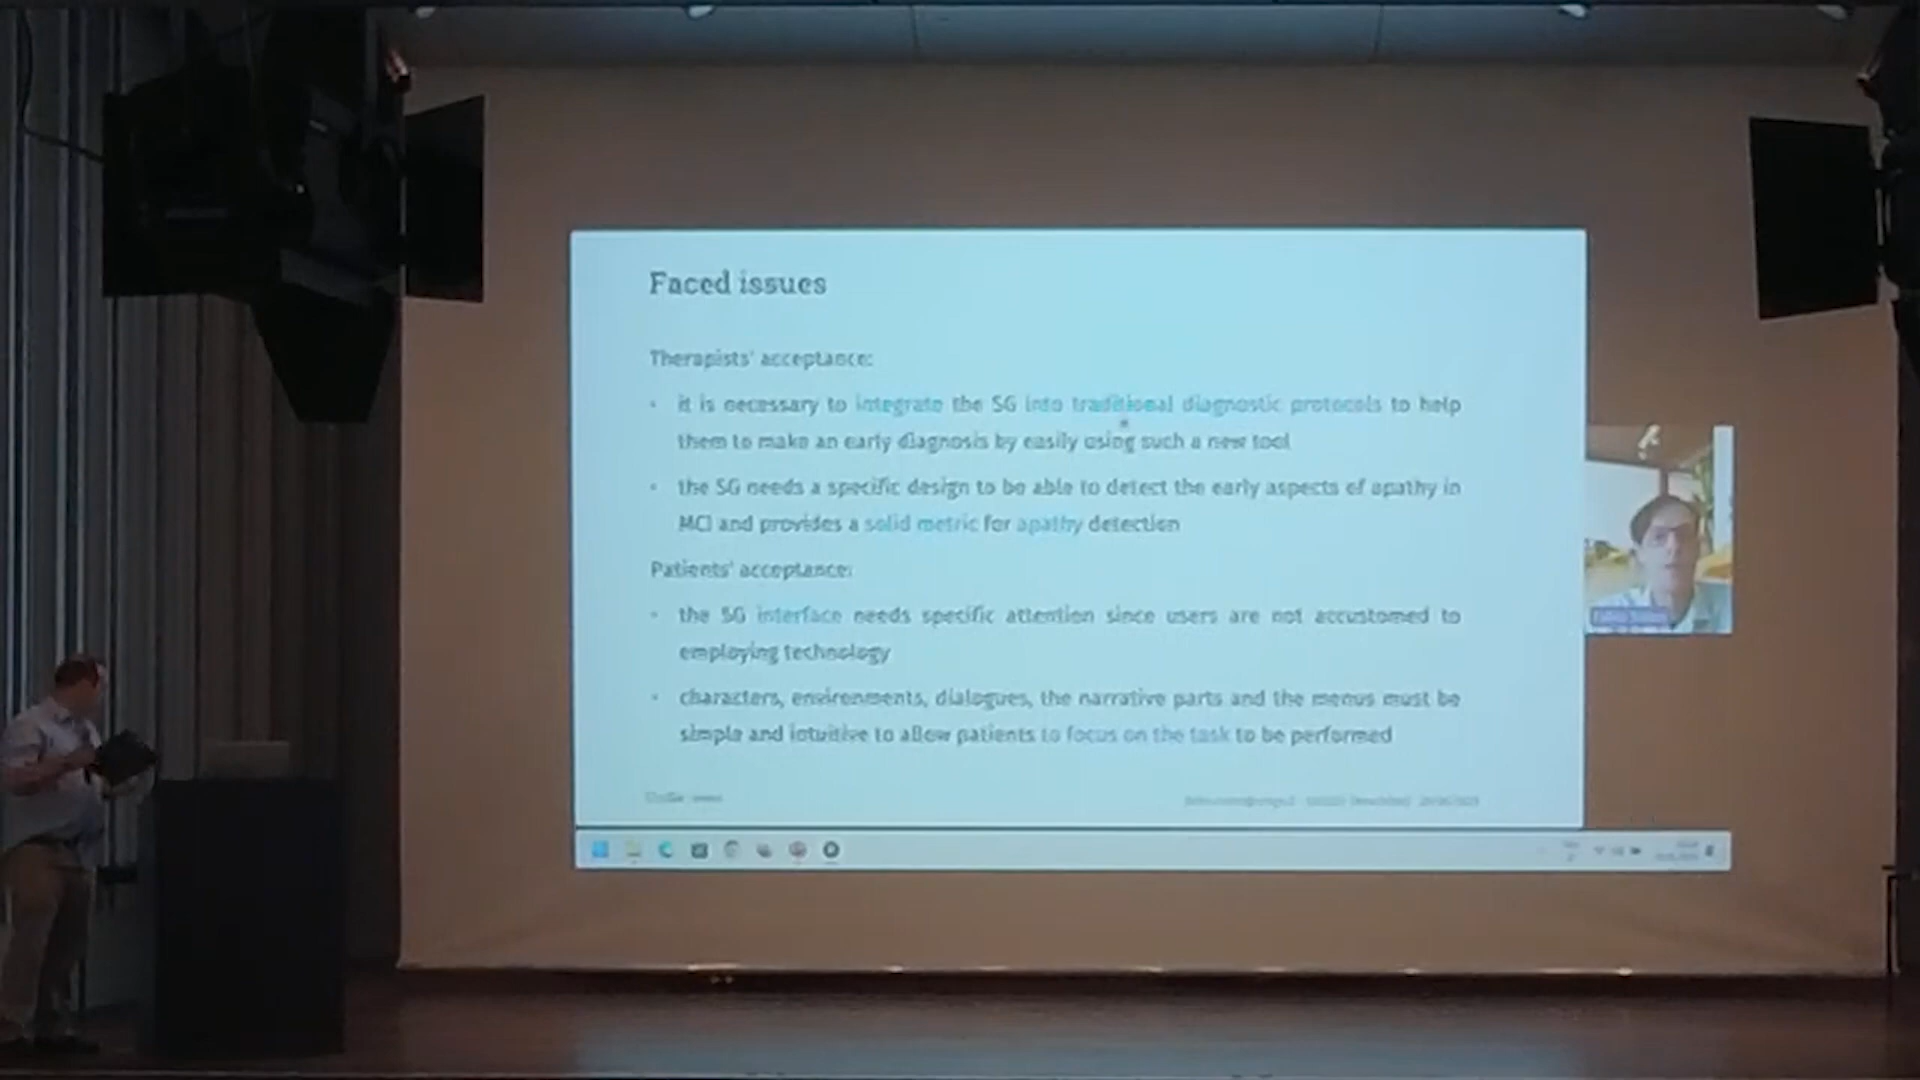 Faced issues
Therapists' acceptance:
• it is necessary to integrate the SG into traditional diagnostic protocols to help
them to make an early diagnosis by easily using such a new tool
• the SG needs a specific design to be able to detect the early aspects of apathy in
MCI and provides a solid metric for apathy detection
Patients' acceptance:
• the SG interface needs specific attention since users are not accustomed to
employing technology
• characters, environments, dialogues, the narrative parts and the menus must be
simple and intuitive to allow patients to focus on the task to be performed